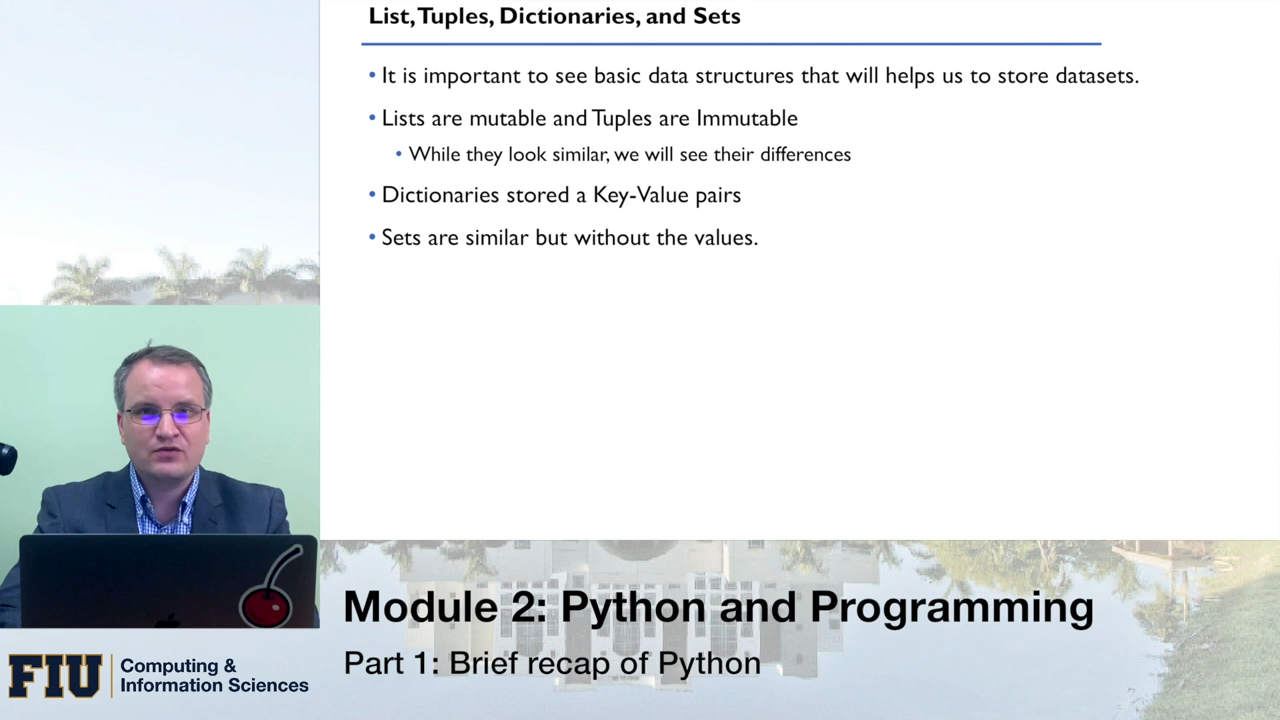 List, Tuples, Dictionaries, and Sets
• It is important to see basic data structures that will helps us to store datasets.
• Lists are mutable and Tuples are Immutable
• While they look similar, we will see their differences
• Dictionaries stored a Key-Value pairs
• Sets are similar but without the values.
Module 2: Python and Programming
Part 1: Brief recap of Python
FIU
Computing &
Information Sciences